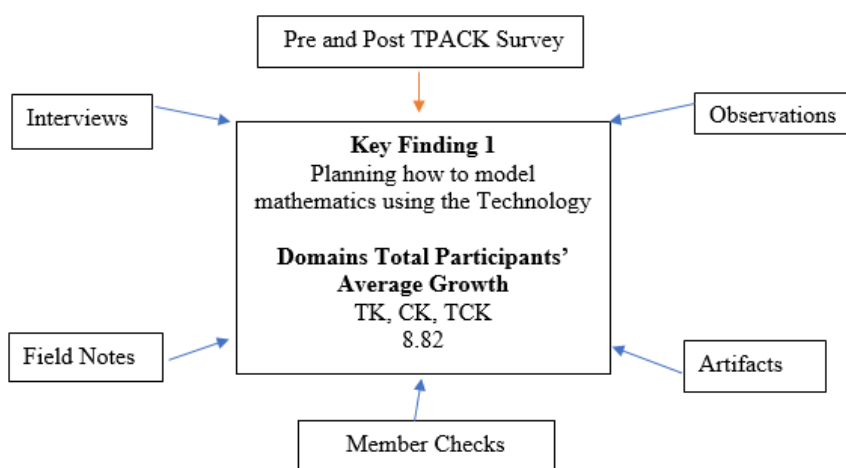 Pre and Post TPACK Survey
Interviews
Observations
Key Finding 1
Planning how to model
mathematics using the Technology
Domains Total Participants’
Average Growth
TK, CK, TCK
8.82
Field Notes
Artifacts
Member Checks